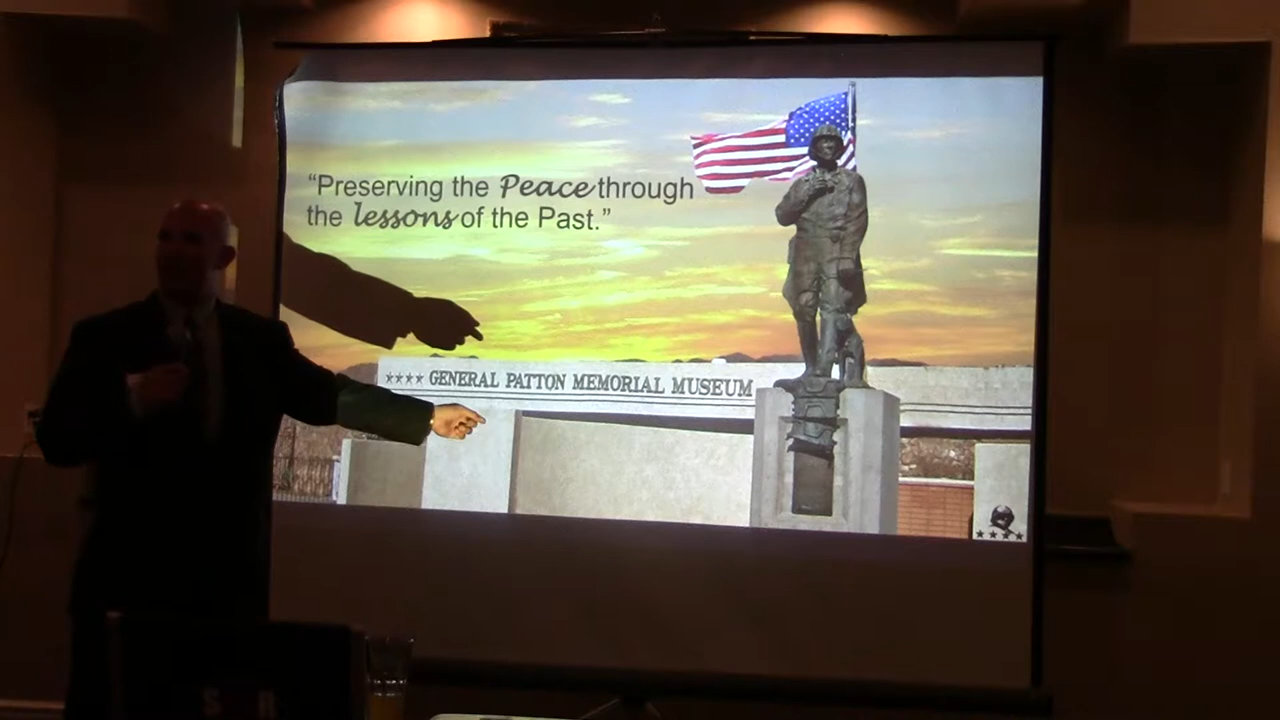 “Preserving the Peace through
the lessons of the Past.”
GENERAL PATTON MEMORIAL MUSEUM